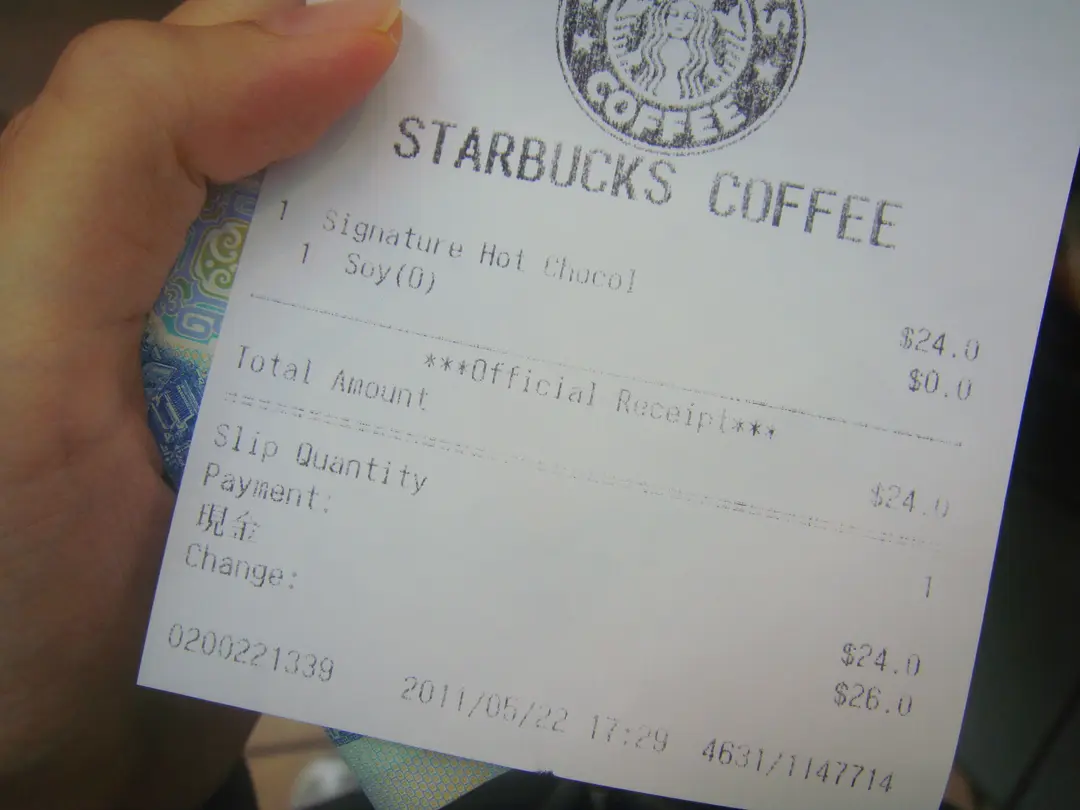 COFFEE
STARBUCKS COFFEE
1 Signature Hot Chocol $24.0
1 Soy(0) $0.0
***Official Receipt***
Total Amount $24.0
Slip Quantity 1
Payment:
現金 $24.0
Change: $26.0
0200221339 2011/05/22 17:29 4631/1147714